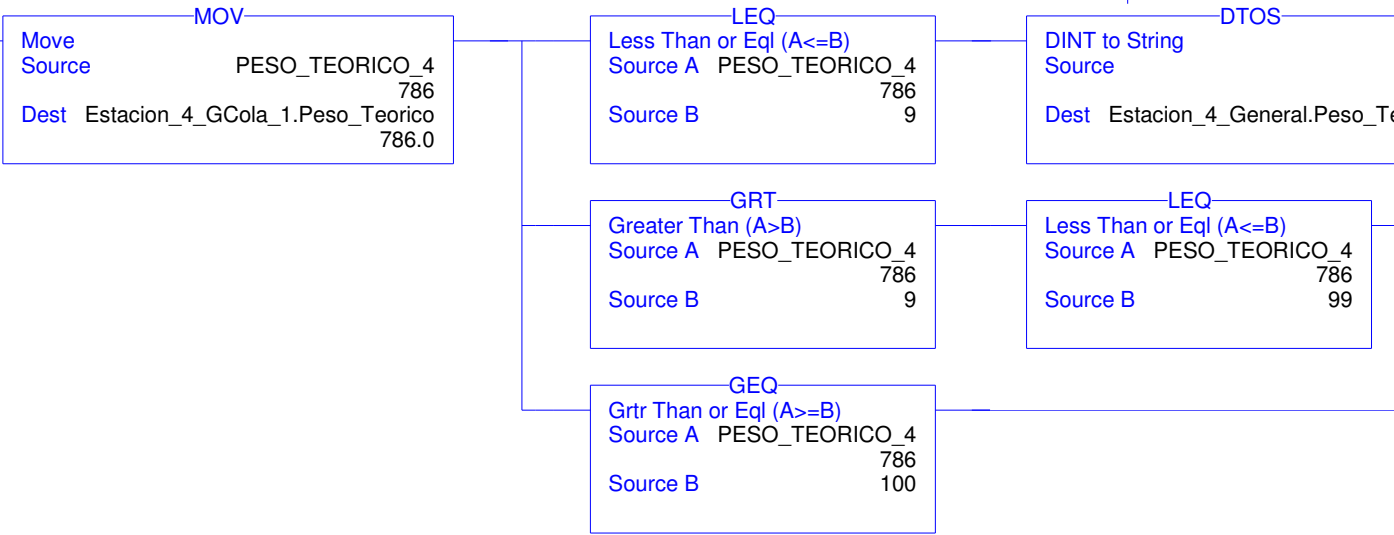 MOV
Move
Source PESO_TEORICO_4
786
Dest Estacion_4_GCola_1.Peso_Teorico
786.0
LEQ
Less Than or Eql (A<=B)
Source A PESO_TEORICO_4
786
Source B 9
DTOS
DINT to String
Source
Dest Estacion_4_General.Peso_Te
GRT
Greater Than (A>B)
Source A PESO_TEORICO_4
786
Source B 9
LEQ
Less Than or Eql (A<=B)
Source A PESO_TEORICO_4
786
Source B 99
GEQ
Grtr Than or Eql (A>=B)
Source A PESO_TEORICO_4
786
Source B 100